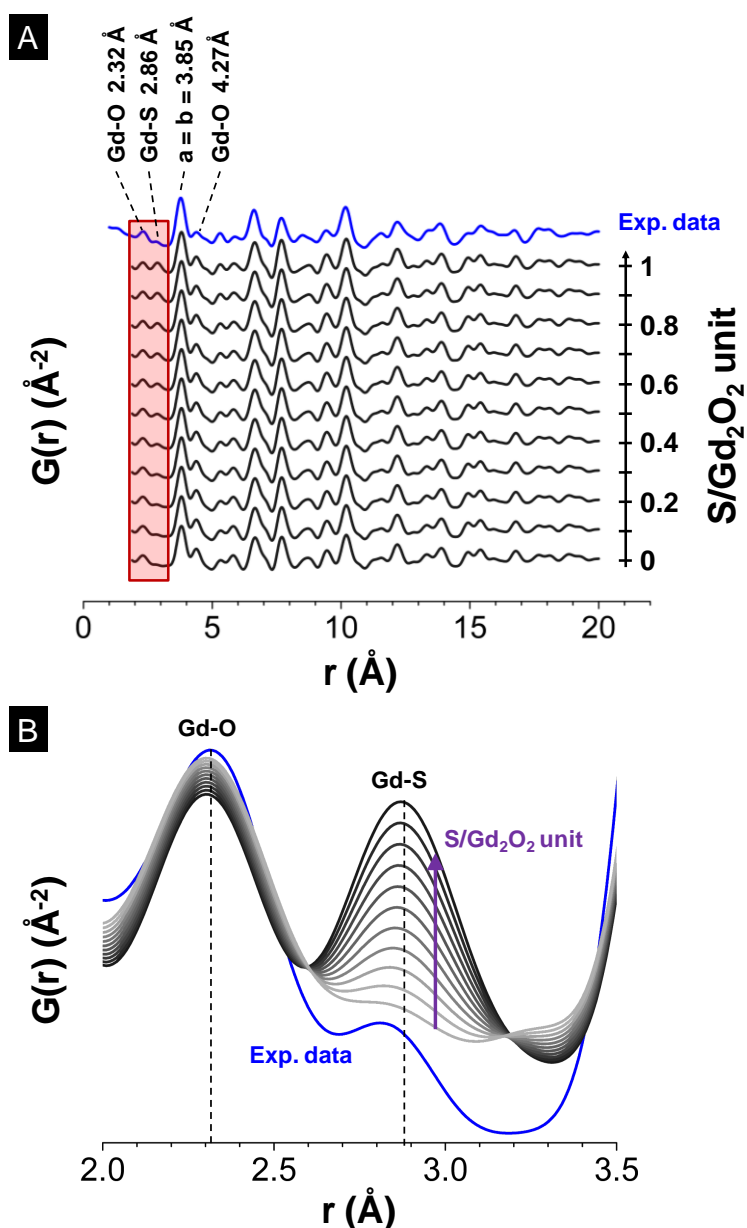 A
Gd-O 2.32 Å
Gd-S 2.86 Å
a = b = 3.85 Å
Gd-O 4.27Å
Exp. data
1
0.8
0.6
0.4
0.2
0
S/Gd₂O₂ unit
G(r) (Å⁻²)
0 5 10 15 20
r (Å)
B
Gd-O
Gd-S
S/Gd₂O₂ unit
Exp. data
G(r) (Å⁻²)
2.0 2.5 3.0 3.5
r (Å)